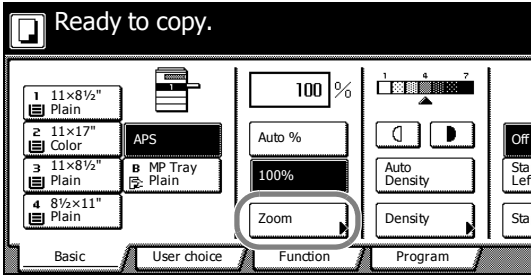 Ready to copy.
1 11×8½"
Plain
2 11×17"
Color
3 11×8½"
Plain
4 8½×11"
Plain
1
APS
B MP Tray
Plain
100 %
Auto %
100%
Zoom
1 4 7
Auto
Density
Density
Off
Sta
Left
Sta
Basic
User choice
Function
Program